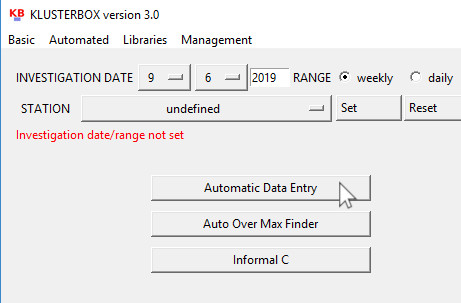 KB KLUSTERBOX version 3.0
Basic Automated Libraries Management
INVESTIGATION DATE 9 6 2019 RANGE weekly daily
STATION undefined Set Reset
Investigation date/range not set
Automatic Data Entry
Auto Over Max Finder
Informal C